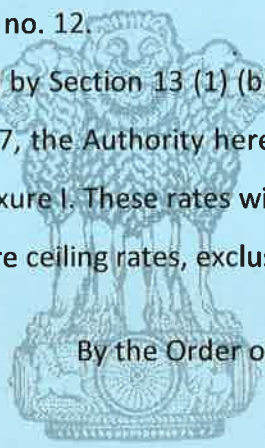 no. 12.
by Section 13 (1) (b
7, the Authority here
xure I. These rates wi
re ceiling rates, exclus
By the Order o